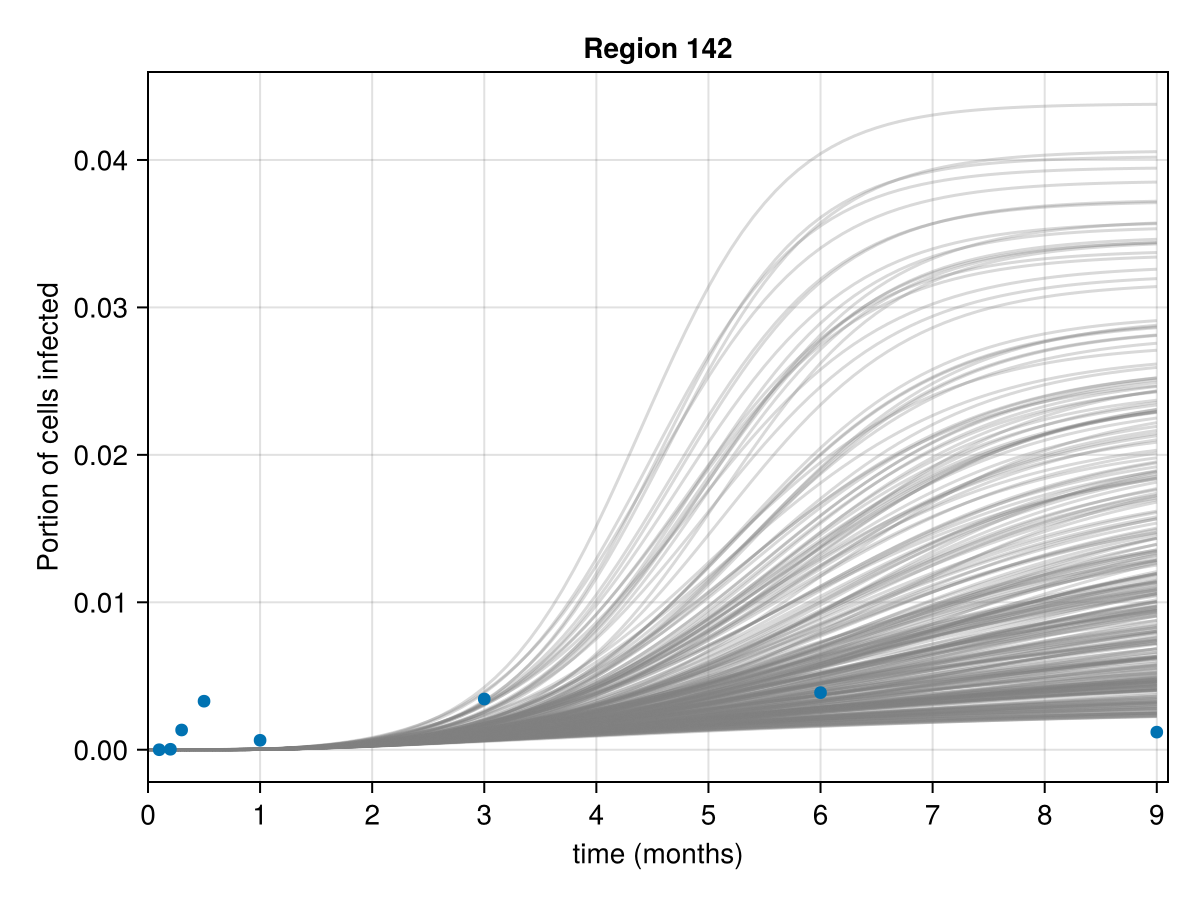 Region 142
Portion of cells infected
0.04
0.03
0.02
0.01
0.00
0 1 2 3 4 5 6 7 8 9
time (months)